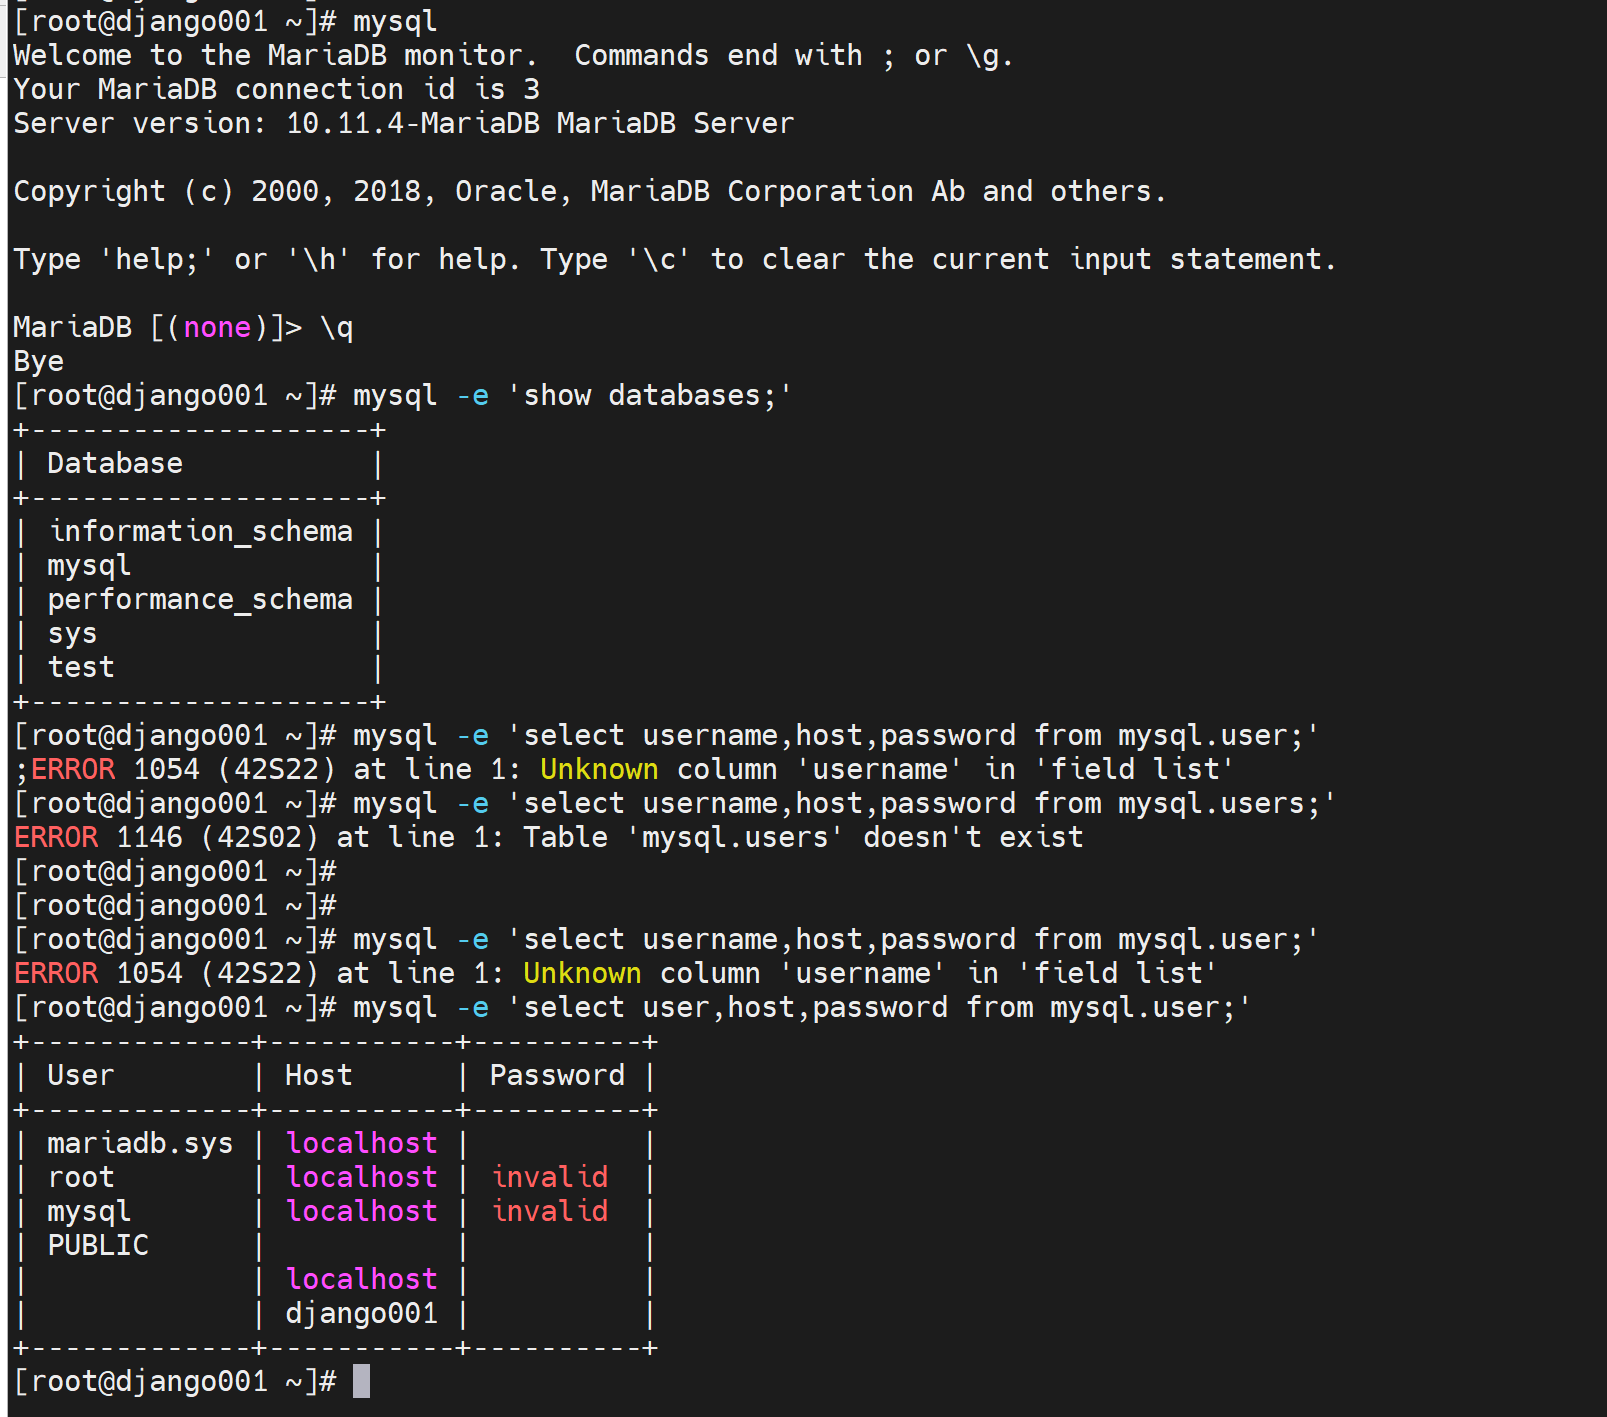 [root@django001 ~]# mysql
Welcome to the MariaDB monitor.  Commands end with ; or \g.
Your MariaDB connection id is 3
Server version: 10.11.4-MariaDB MariaDB Server
Copyright (c) 2000, 2018, Oracle, MariaDB Corporation Ab and others.
Type 'help;' or '\h' for help. Type '\c' to clear the current input statement.
MariaDB [(none)]> \q
Bye
[root@django001 ~]# mysql -e 'show databases;'
+--------------------+
| Database           |
+--------------------+
| information_schema |
| mysql              |
| performance_schema |
| sys                |
| test               |
+--------------------+
[root@django001 ~]# mysql -e 'select username,host,password from mysql.user;'
;ERROR 1054 (42S22) at line 1: Unknown column 'username' in 'field list'
[root@django001 ~]# mysql -e 'select username,host,password from mysql.users;'
ERROR 1146 (42S02) at line 1: Table 'mysql.users' doesn't exist
[root@django001 ~]#
[root@django001 ~]#
[root@django001 ~]# mysql -e 'select username,host,password from mysql.user;'
ERROR 1054 (42S22) at line 1: Unknown column 'username' in 'field list'
[root@django001 ~]# mysql -e 'select user,host,password from mysql.user;'
+-------------+-----------+----------+
| User        | Host      | Password |
+-------------+-----------+----------+
| mariadb.sys | localhost |          |
| root        | localhost | invalid  |
| mysql       | localhost | invalid  |
| PUBLIC      |           |          |
|             | localhost |          |
|             | django001 |          |
+-------------+-----------+----------+
[root@django001 ~]#